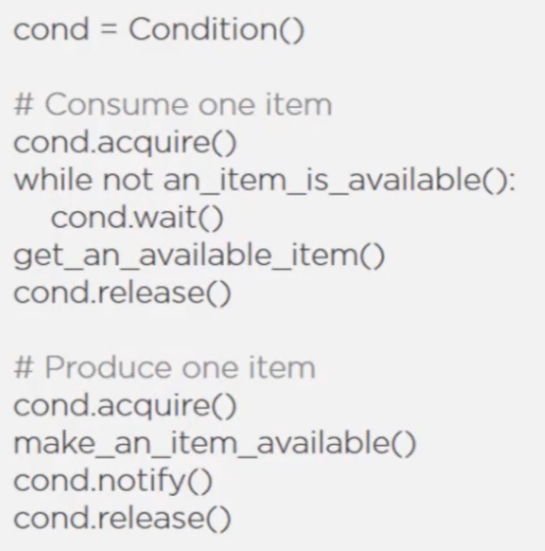 cond = Condition()
# Consume one item
cond.acquire()
while not an_item_is_available():
    cond.wait()
get_an_available_item()
cond.release()
# Produce one item
cond.acquire()
make_an_item_available()
cond.notify()
cond.release()